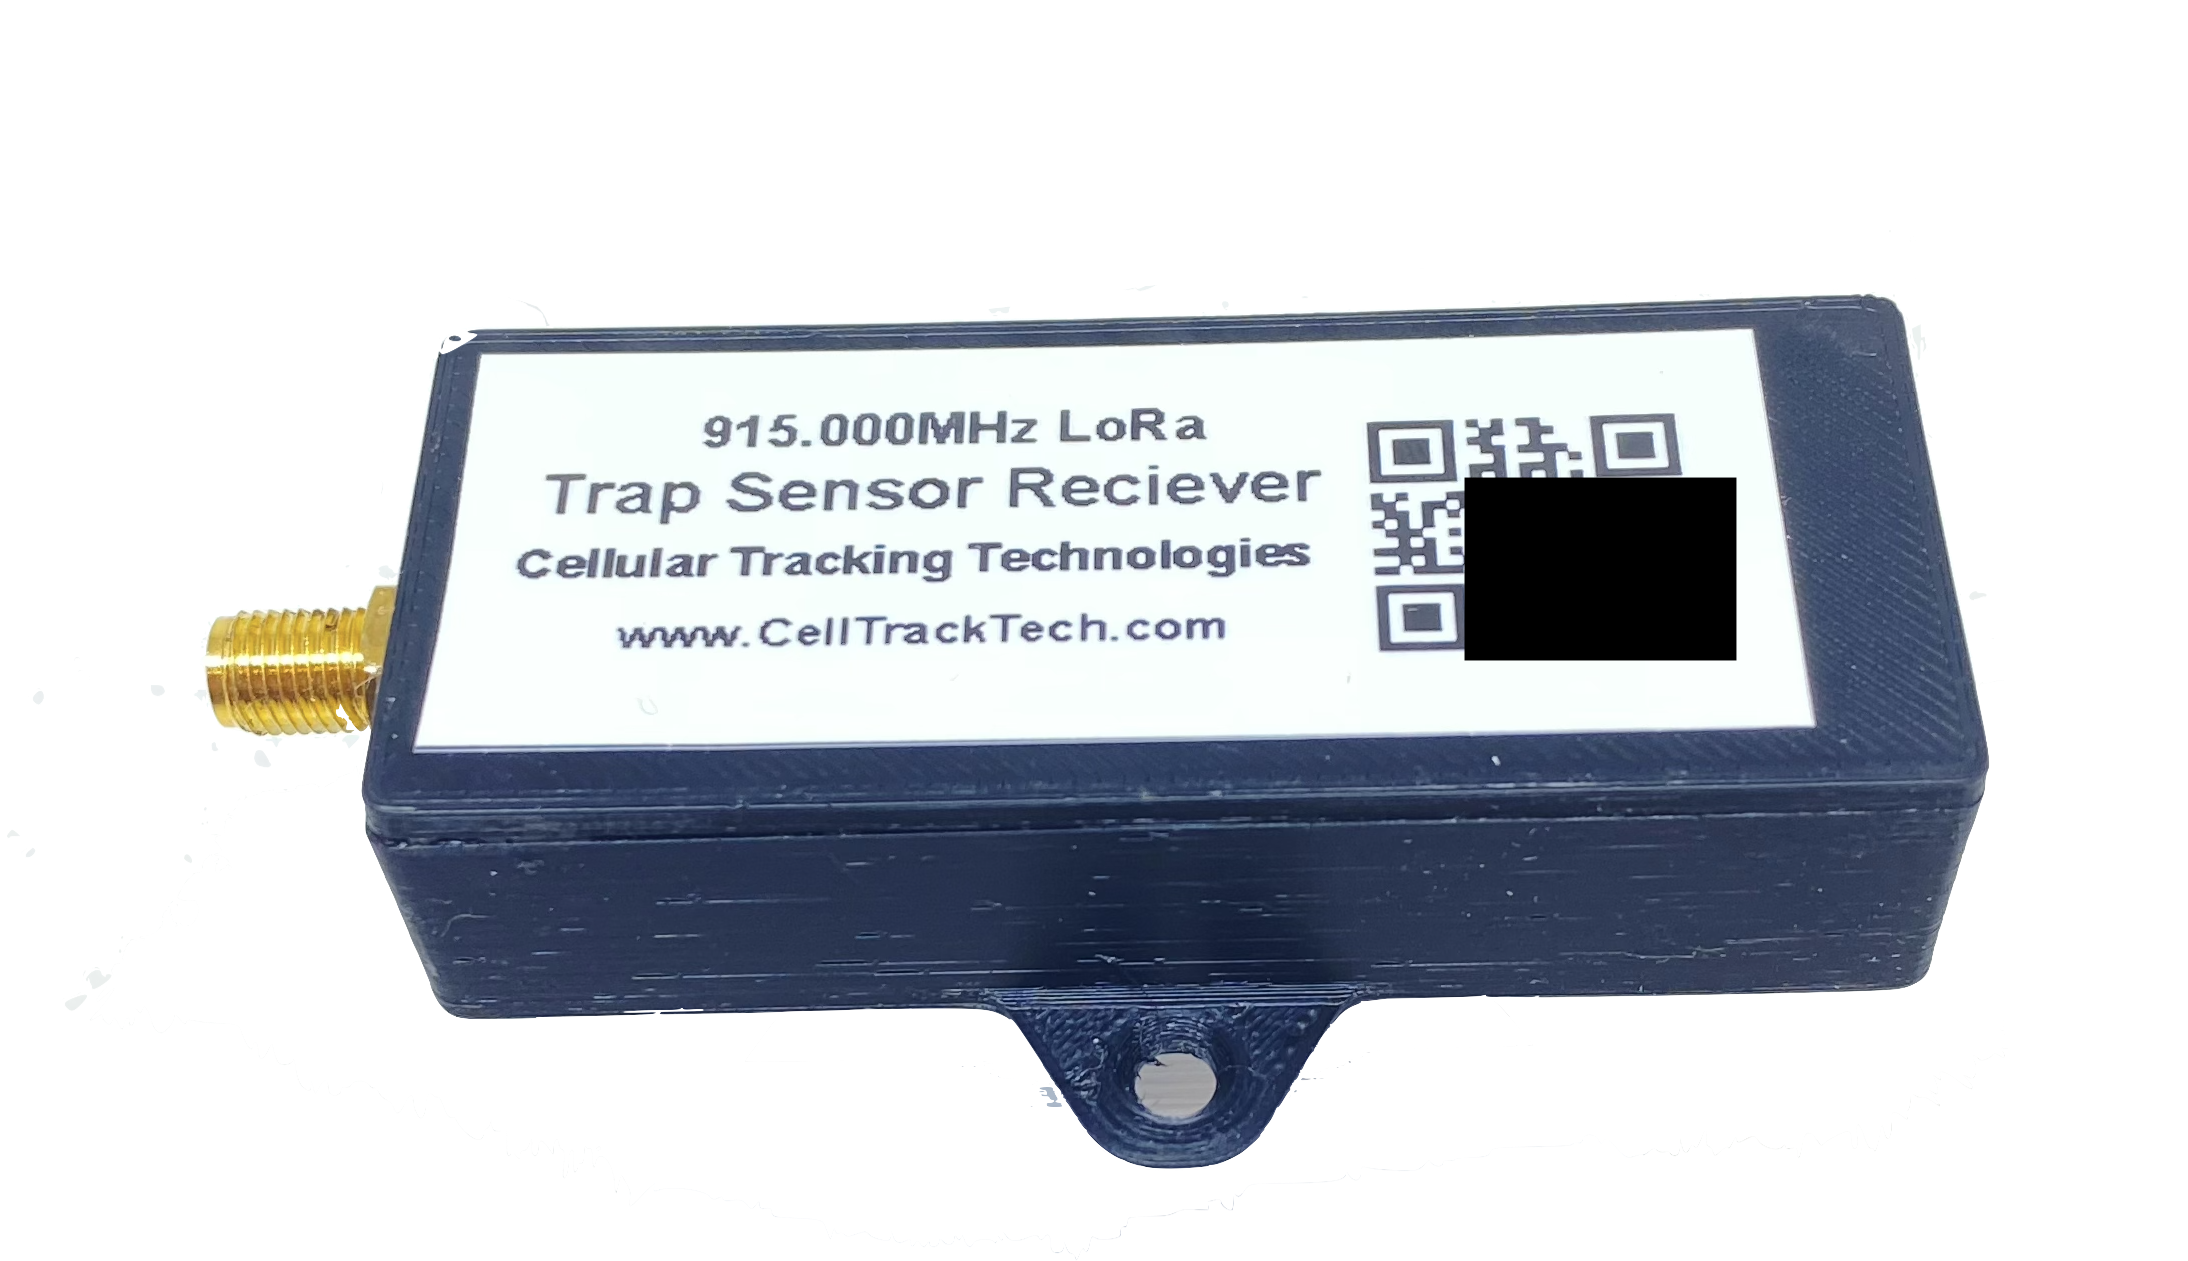 915.000MHz LoRa
Trap Sensor Reciever
Cellular Tracking Technologies
www.CellTrackTech.com